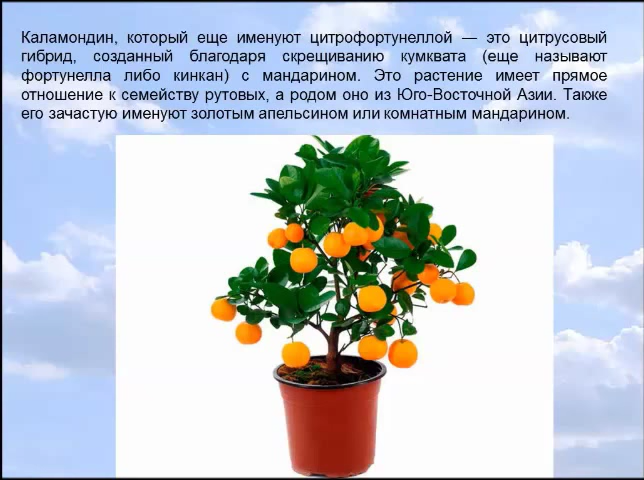 Каламондин, который еще именуют цитрофортунеллой — это цитрусовый
гибрид, созданный благодаря скрещиванию кумквата (еще называют
фортунелла либо кинкан) с мандарином. Это растение имеет прямое
отношение к семейству рутовых, а родом оно из Юго-Восточной Азии. Также
его зачастую именуют золотым апельсином или комнатным мандарином.